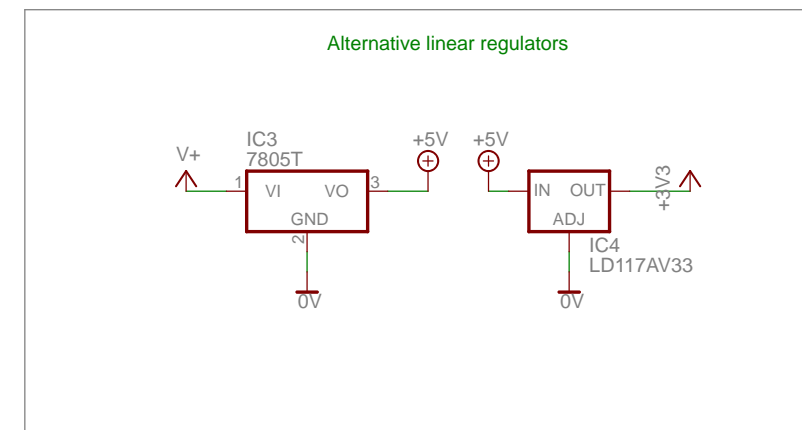 Alternative linear regulators
IC3
7805T
V+
1
VI
VO
3
GND
2
0V
+5V
+5V
IN
OUT
ADJ
+3V3
IC4
LD117AV33
0V